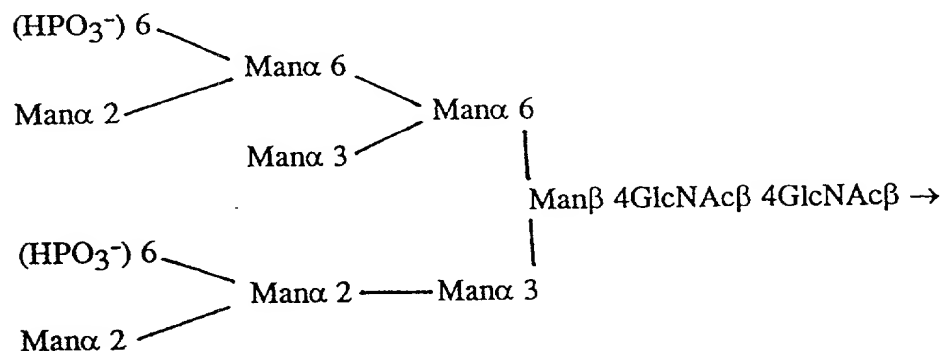 (HPO₃⁻) 6
Manα 6
Manα 2
Manα 6
Manα 3
Manβ 4GlcNAcβ 4GlcNAcβ →
(HPO₃⁻) 6
Manα 2 Manα 3
Manα 2